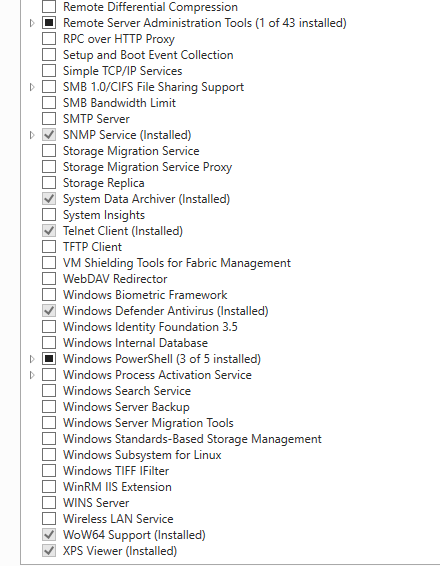 Remote Differential Compression
Remote Server Administration Tools (1 of 43 installed)
RPC over HTTP Proxy
Setup and Boot Event Collection
Simple TCP/IP Services
SMB 1.0/CIFS File Sharing Support
SMB Bandwidth Limit
SMTP Server
SNMP Service (Installed)
Storage Migration Service
Storage Migration Service Proxy
Storage Replica
System Data Archiver (Installed)
System Insights
Telnet Client (Installed)
TFTP Client
VM Shielding Tools for Fabric Management
WebDAV Redirector
Windows Biometric Framework
Windows Defender Antivirus (Installed)
Windows Identity Foundation 3.5
Windows Internal Database
Windows PowerShell (3 of 5 installed)
Windows Process Activation Service
Windows Search Service
Windows Server Backup
Windows Server Migration Tools
Windows Standards-Based Storage Management
Windows Subsystem for Linux
Windows TIFF IFilter
WinRM IIS Extension
WINS Server
Wireless LAN Service
WoW64 Support (Installed)
XPS Viewer (Installed)